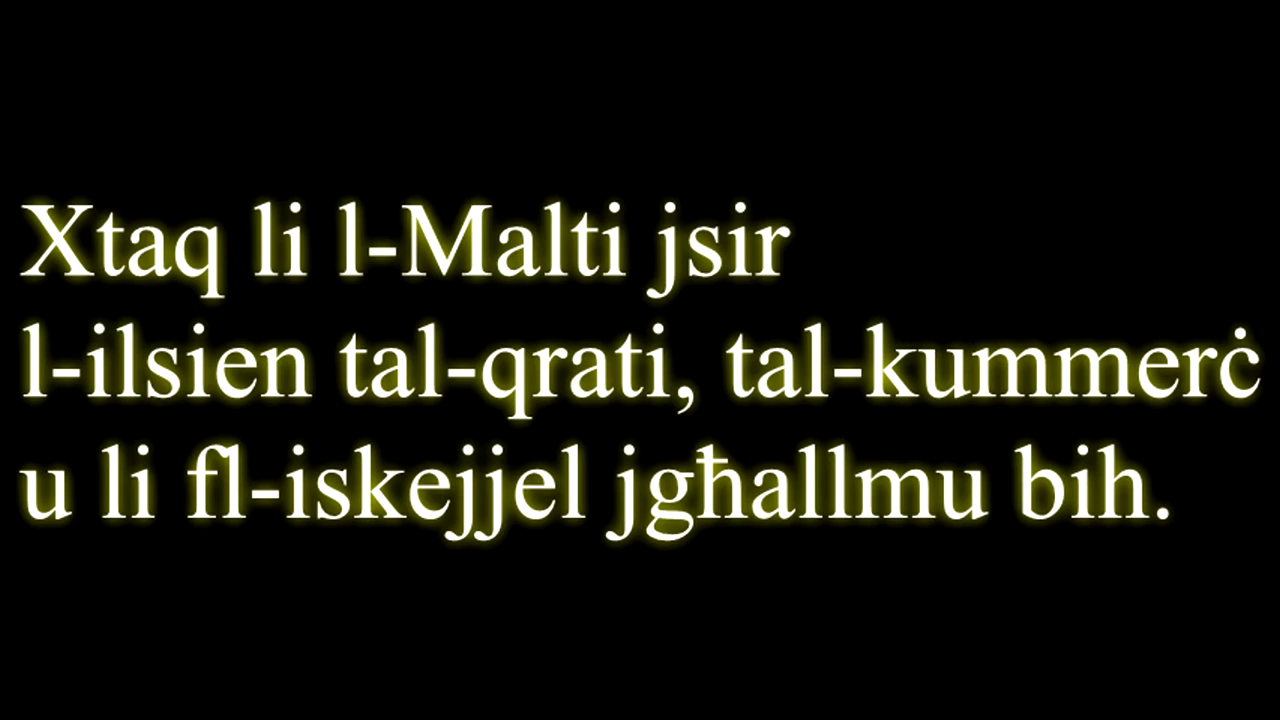 Xtaq li l-Malti jsir
l-ilsien tal-qrati, tal-kummerċ
u li fl-iskejjel jgħallmu bih.